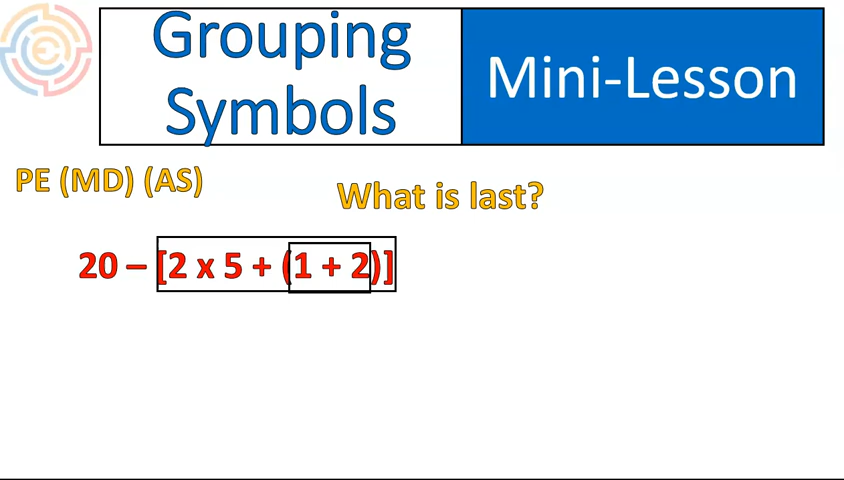 Grouping
Symbols
Mini-Lesson
PE (MD) (AS)
What is last?
20 – [2 x 5 + (1 + 2)]